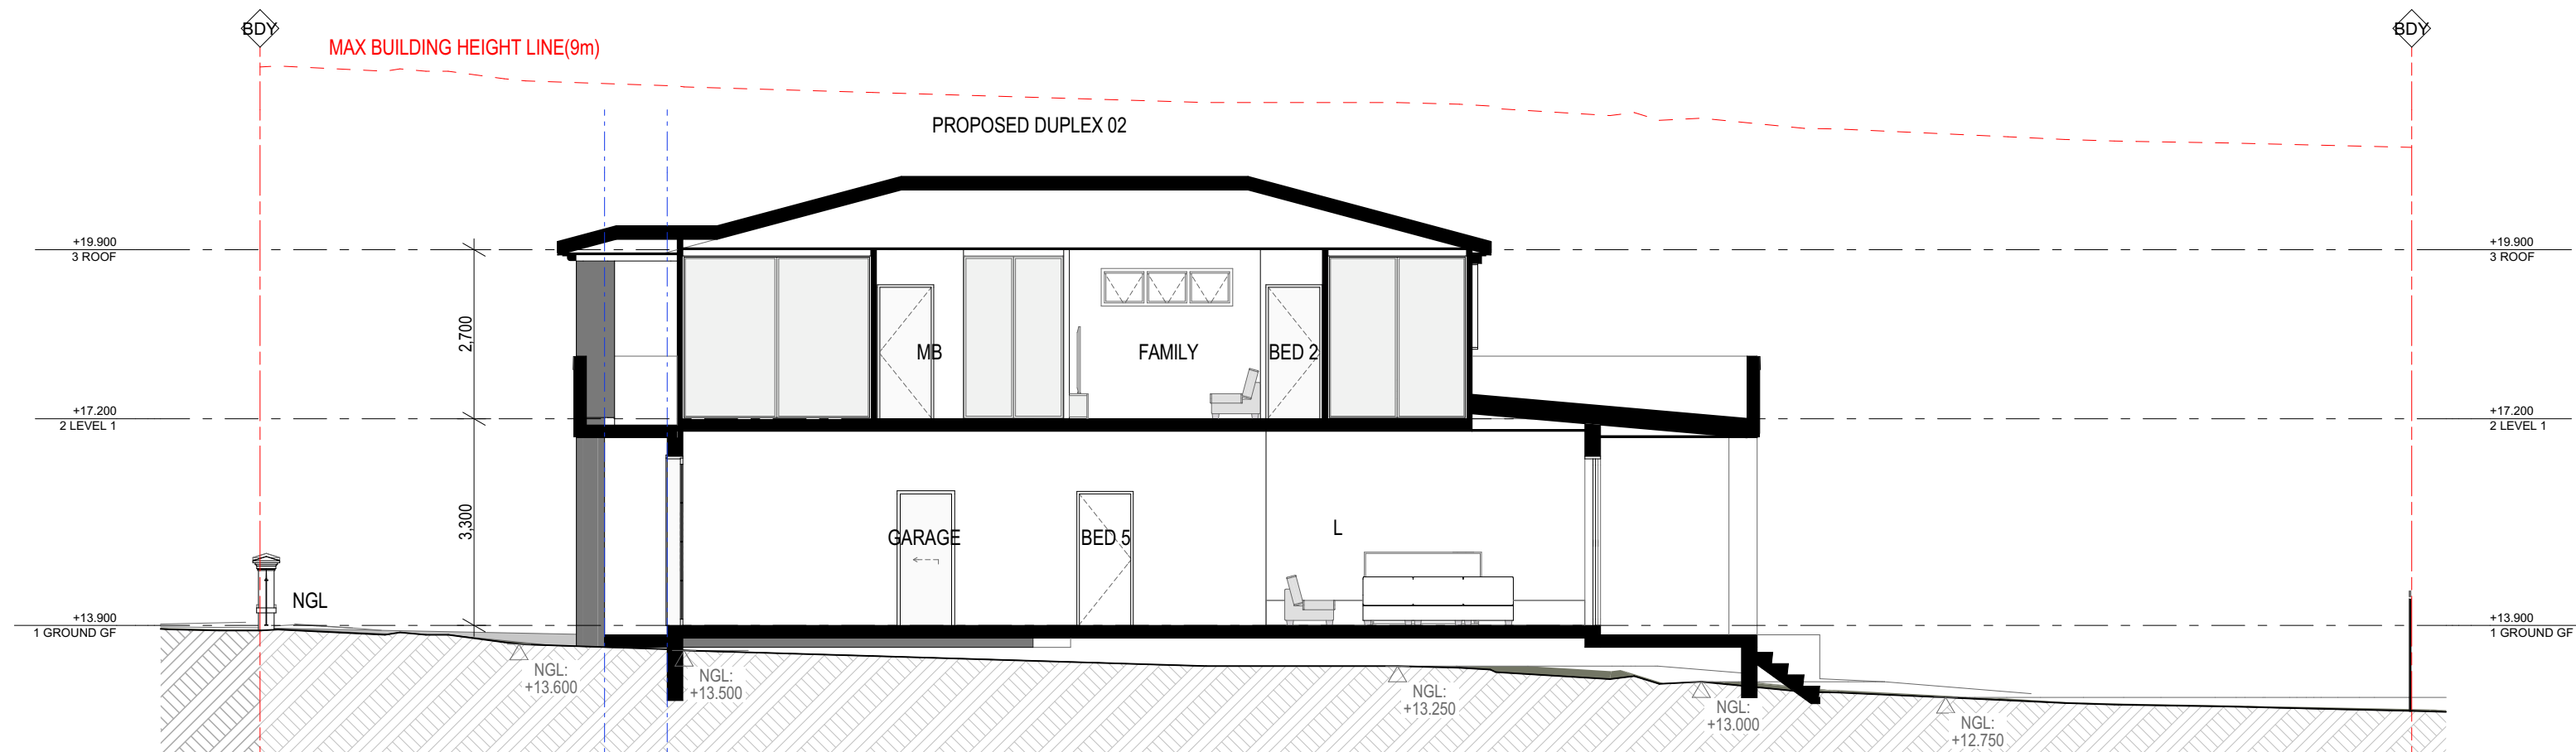 BDY
BDY
MAX BUILDING HEIGHT LINE(9m)
PROPOSED DUPLEX 02
+19.900
3 ROOF
+19.900
3 ROOF
2,700
MB
FAMILY
BED 2
+17.200
2 LEVEL 1
+17.200
2 LEVEL 1
3,300
GARAGE
BED 5
L
NGL
+13.900
1 GROUND GF
+13.900
1 GROUND GF
NGL:
+13.600
NGL:
+13.500
NGL:
+13.250
NGL:
+13.000
NGL:
+12.750